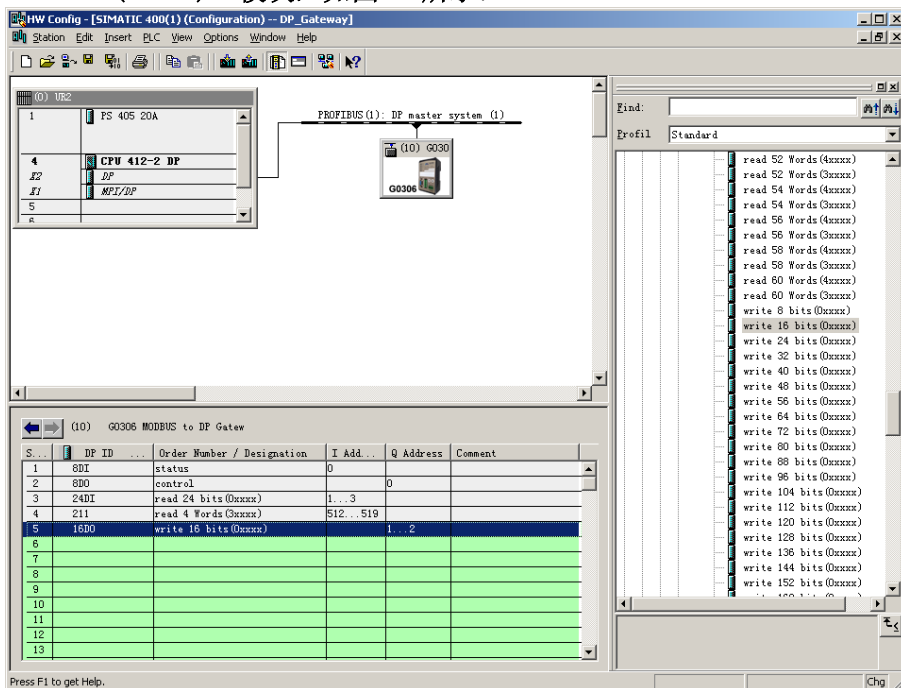 HW Config - [SIMATIC 400(1) (Configuration) -- DP_Gateway]
Station Edit Insert PLC View Options Window Help
(0) UR2
1 PS 405 20A
4 CPU 412-2 DP
X2 DP
X1 MPI/DP
5
6
PROFIBUS(1): DP master system (1)
(10) G030
G0306
Find:
Profil Standard
read 52 Words(4xxxx)
read 52 Words(3xxxx)
read 54 Words(4xxxx)
read 54 Words(3xxxx)
read 56 Words(4xxxx)
read 56 Words(3xxxx)
read 58 Words(4xxxx)
read 58 Words(3xxxx)
read 60 Words(4xxxx)
read 60 Words(3xxxx)
write 8 bits(0xxxx)
write 16 bits(0xxxx)
write 24 bits(0xxxx)
write 32 bits(0xxxx)
write 40 bits(0xxxx)
write 48 bits(0xxxx)
write 56 bits(0xxxx)
write 64 bits(0xxxx)
write 72 bits(0xxxx)
write 80 bits(0xxxx)
write 88 bits(0xxxx)
write 96 bits(0xxxx)
write 104 bits(0xxxx)
write 112 bits(0xxxx)
write 120 bits(0xxxx)
write 128 bits(0xxxx)
write 136 bits(0xxxx)
write 144 bits(0xxxx)
write 152 bits(0xxxx)
(10) G0306 MODBUS to DP Gatew
S... DP ID ... Order Number / Designation I Add... Q Address Comment
1 8DI status 0
2 8DO control 0
3 24DI read 24 bits(0xxxx) 1...3
4 211 read 4 Words(3xxxx) 512...519
5 16DO write 16 bits(0xxxx) 1...2
6
7
8
9
10
11
12
13
Press F1 to get Help.
Chg